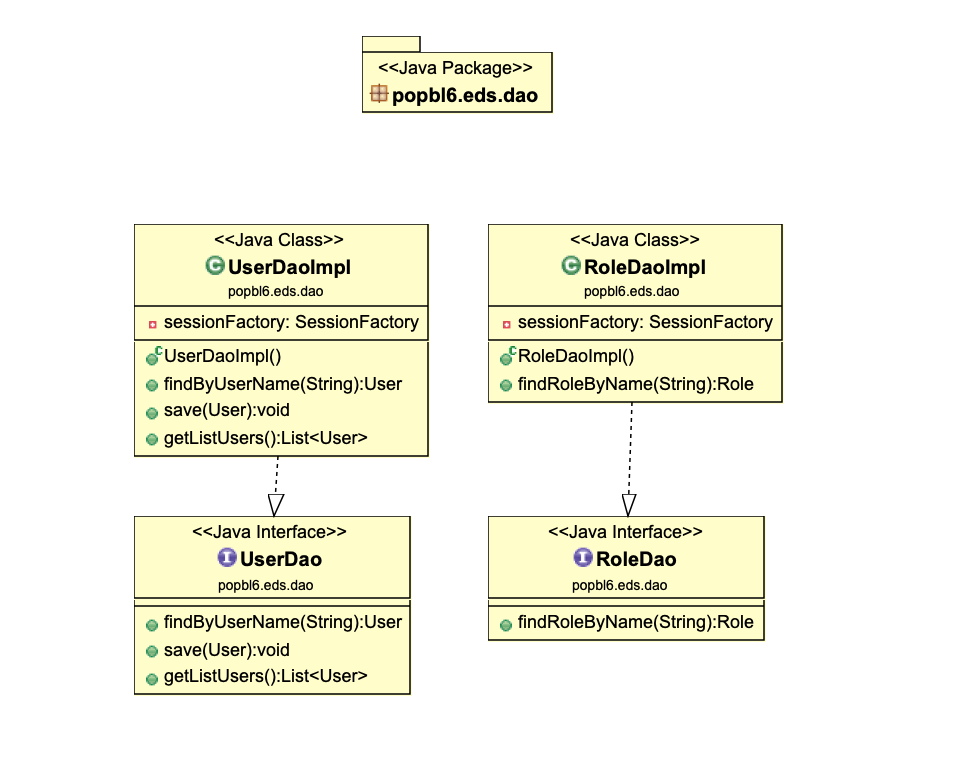 <<Java Package>>
popbl6.eds.dao
<<Java Class>>
UserDaoImpl
popbl6.eds.dao
sessionFactory: SessionFactory
UserDaoImpl()
findByUserName(String):User
save(User):void
getListUsers():List<User>
<<Java Class>>
RoleDaoImpl
popbl6.eds.dao
sessionFactory: SessionFactory
RoleDaoImpl()
findRoleByName(String):Role
<<Java Interface>>
UserDao
popbl6.eds.dao
findByUserName(String):User
save(User):void
getListUsers():List<User>
<<Java Interface>>
RoleDao
popbl6.eds.dao
findRoleByName(String):Role